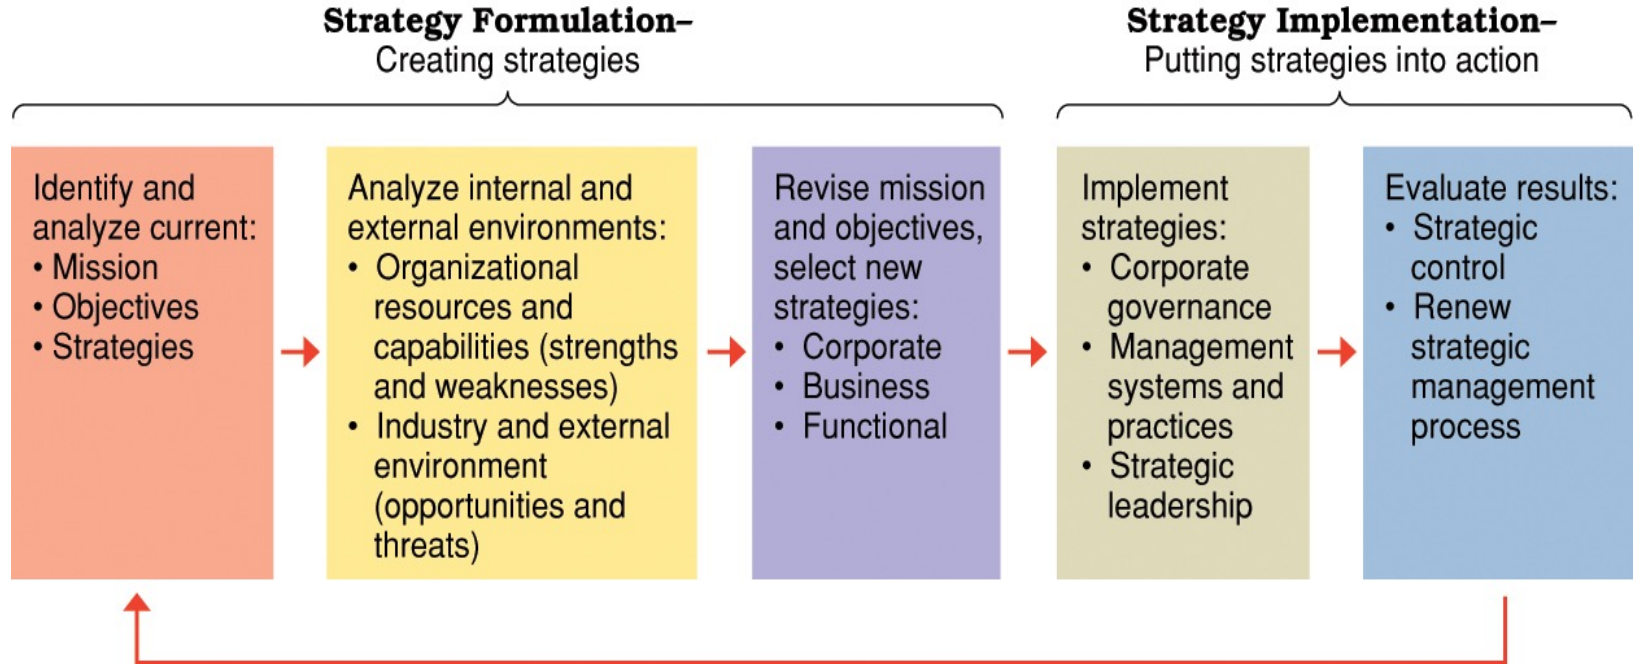 Strategy Formulation–
Creating strategies
Strategy Implementation–
Putting strategies into action
Identify and
analyze current:
• Mission
• Objectives
• Strategies
Analyze internal and
external environments:
• Organizational
resources and
capabilities (strengths
and weaknesses)
• Industry and external
environment
(opportunities and
threats)
Revise mission
and objectives,
select new
strategies:
• Corporate
• Business
• Functional
Implement
strategies:
• Corporate
governance
• Management
systems and
practices
• Strategic
leadership
Evaluate results:
• Strategic
control
• Renew
strategic
management
process